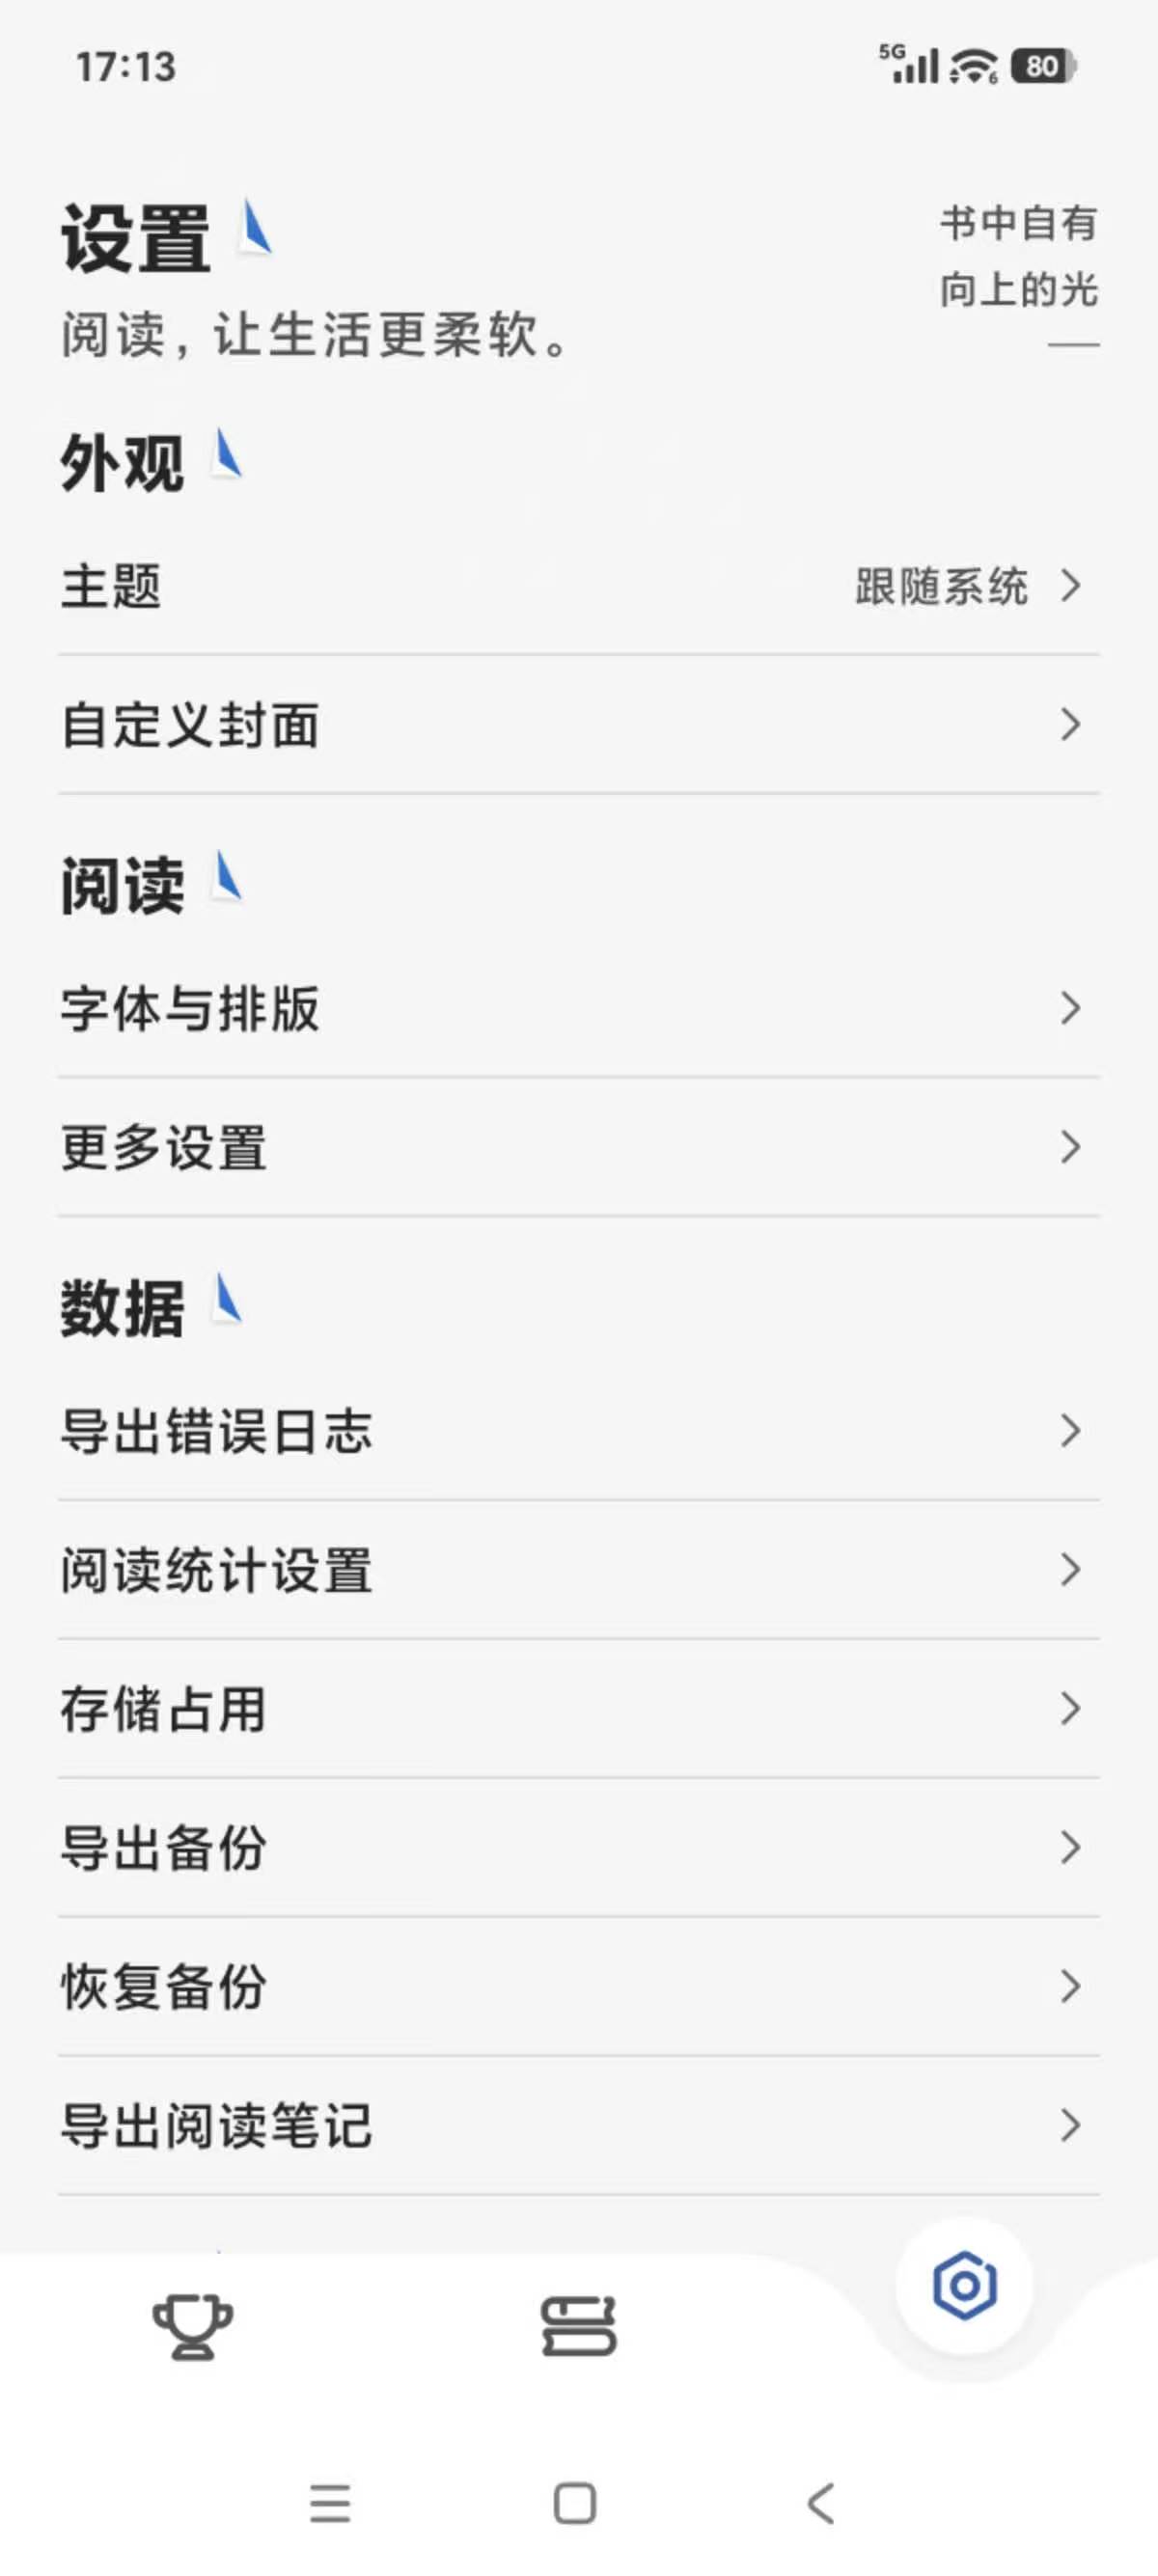 17:13
5G
6
80
设置
书中自有
向上的光
阅读，让生活更柔软。
外观
主题
跟随系统
自定义封面
阅读
字体与排版
更多设置
数据
导出错误日志
阅读统计设置
存储占用
导出备份
恢复备份
导出阅读笔记